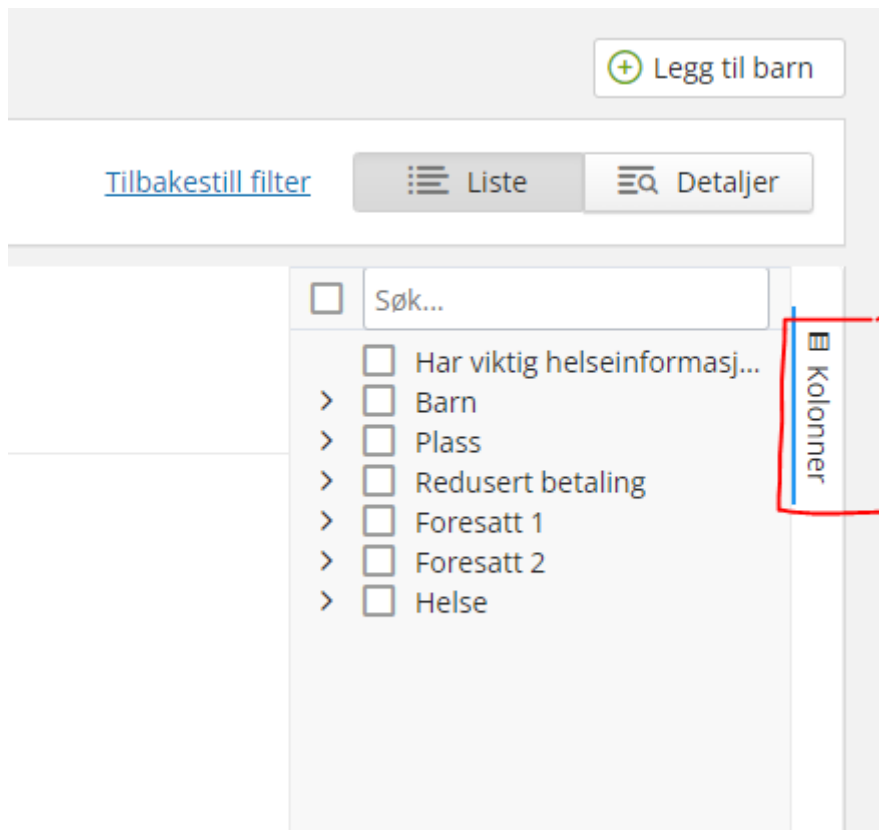 Legg til barn
Tilbakestill filter
Liste
Detaljer
Søk...
Kolonner
Har viktig helseinformasj...
Barn
Plass
Redusert betaling
Foresatt 1
Foresatt 2
Helse